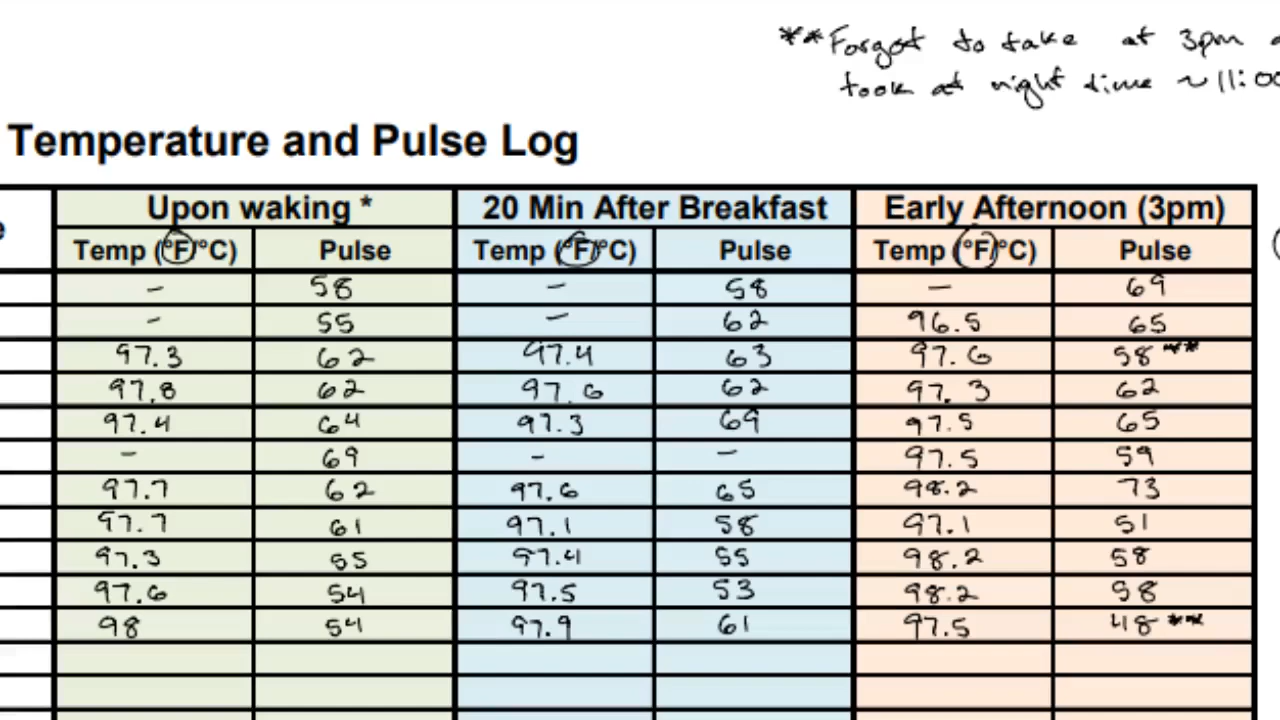 **Forgot to take at 3pm
took at night time ~11:00
Temperature and Pulse Log
Upon waking * 20 Min After Breakfast Early Afternoon (3pm)
e Temp (°F/°C) Pulse Temp (°F/°C) Pulse Temp (°F/°C) Pulse
- 58 - 58 - 69
- 55 - 62 96.5 65
97.3 62 97.4 63 97.6 58**
97.8 62 97.6 62 97.3 62
97.4 64 97.3 69 97.5 65
- 69 - - 97.5 59
97.7 62 97.6 65 98.2 73
97.7 61 97.1 58 97.1 51
97.3 55 97.4 55 98.2 58
97.6 54 97.5 53 98.2 58
98 54 97.9 61 97.5 48**